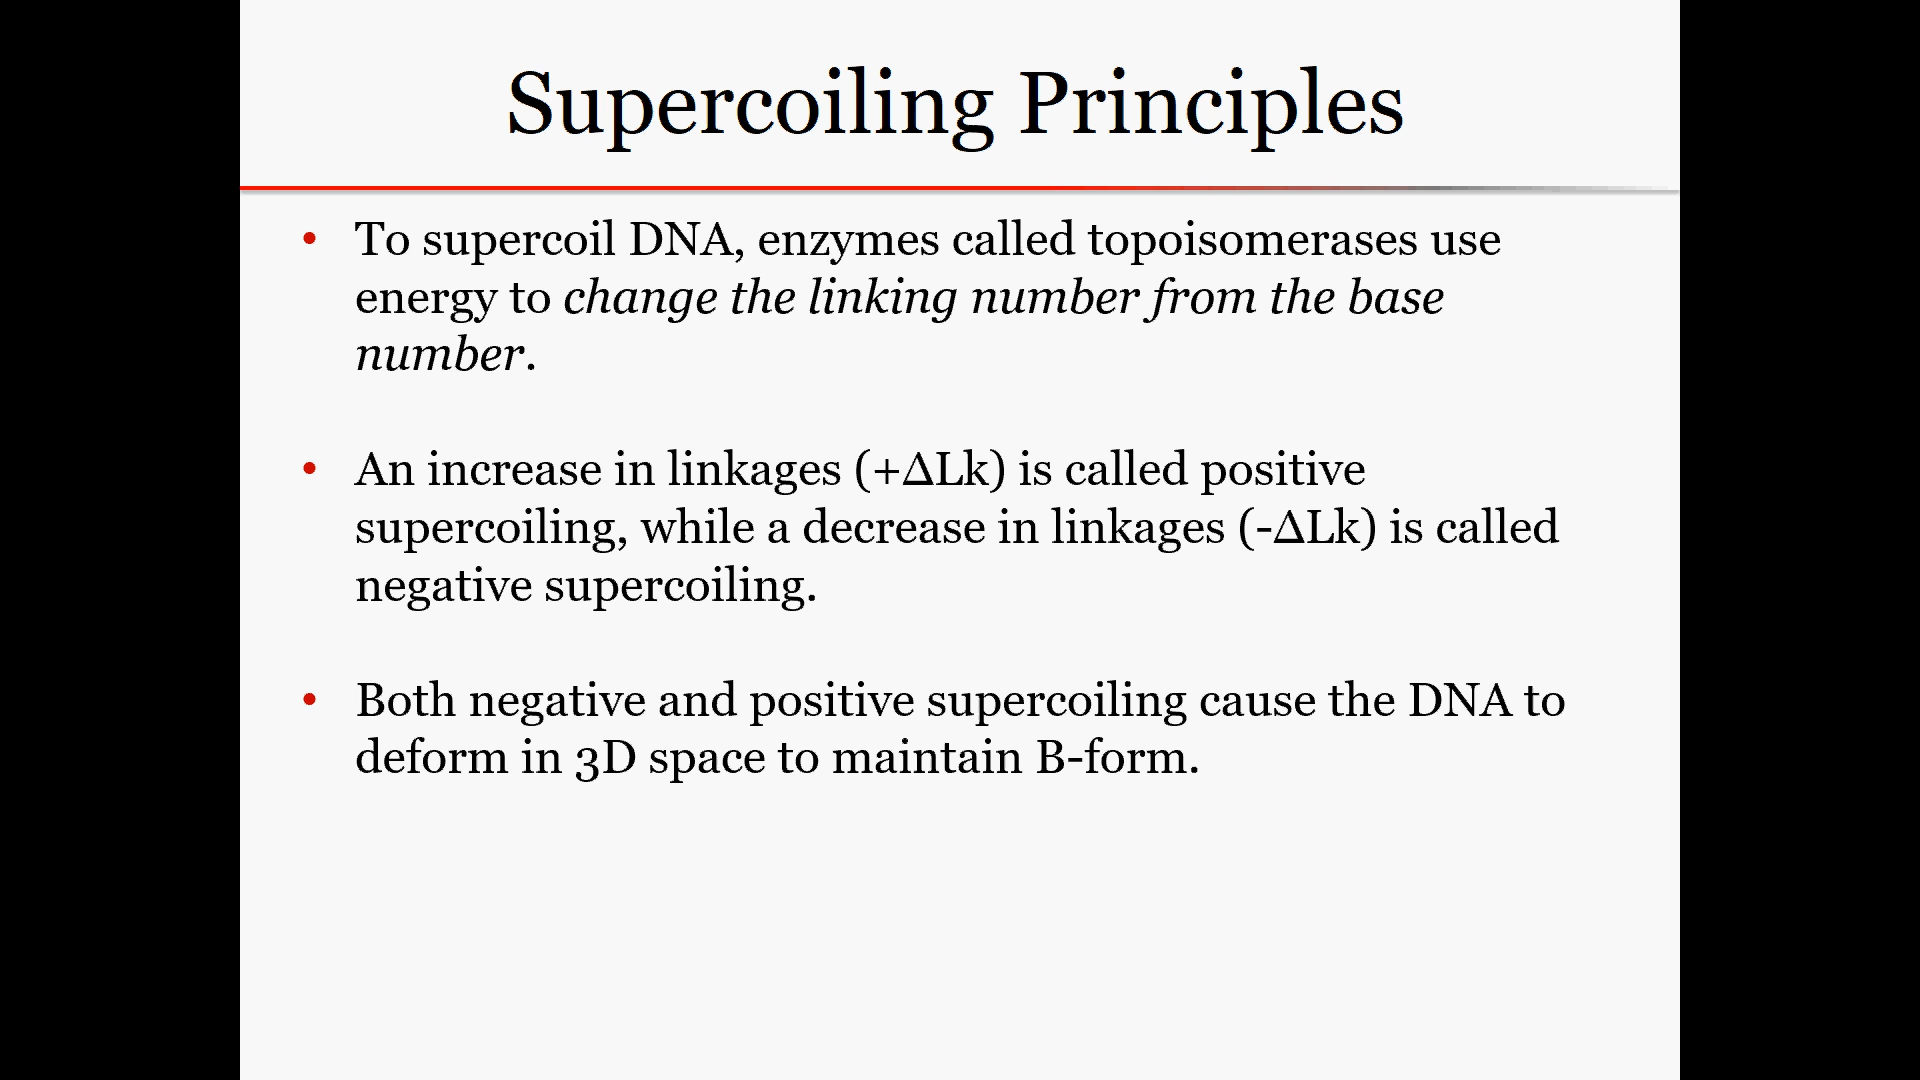 Supercoiling Principles
• To supercoil DNA, enzymes called topoisomerases use
energy to change the linking number from the base
number.
• An increase in linkages (+ΔLk) is called positive
supercoiling, while a decrease in linkages (-ΔLk) is called
negative supercoiling.
• Both negative and positive supercoiling cause the DNA to
deform in 3D space to maintain B-form.